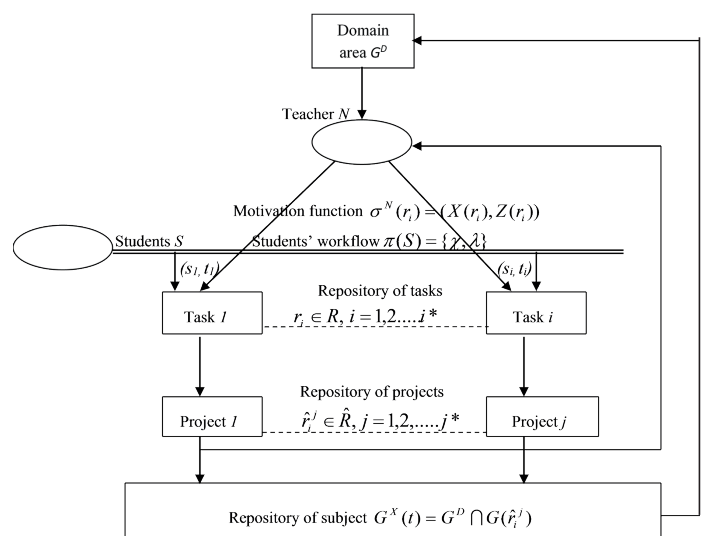 Domain
area G^D
Teacher N
Motivation function σ^N(r_i) = (X(r_i), Z(r_i))
Students S
Students' workflow π(S) = {χ, λ}
(s_1, t_1)
(s_i, t_i)
Repository of tasks
Task 1
r_i ∈ R, i = 1,2.....i*
Task i
Repository of projects
Project 1
r̂_i^j ∈ R̂, j = 1,2,.....j*
Project j
Repository of subject G^X(t) = G^D ∩ G(r̂_i^j)